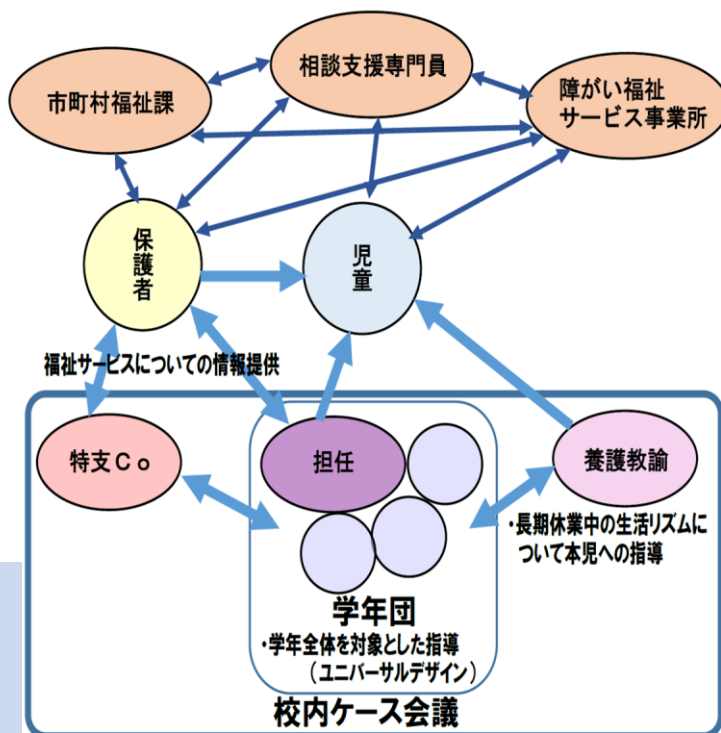 相談支援専門員
市町村福祉課
障がい福祉
サービス事業所
保護者
児童
福祉サービスについての情報提供
特支Co
担任
養護教諭
・長期休業中の生活リズムに
ついて本児への指導
学年団
・学年全体を対象とした指導
(ユニバーサルデザイン)
校内ケース会議